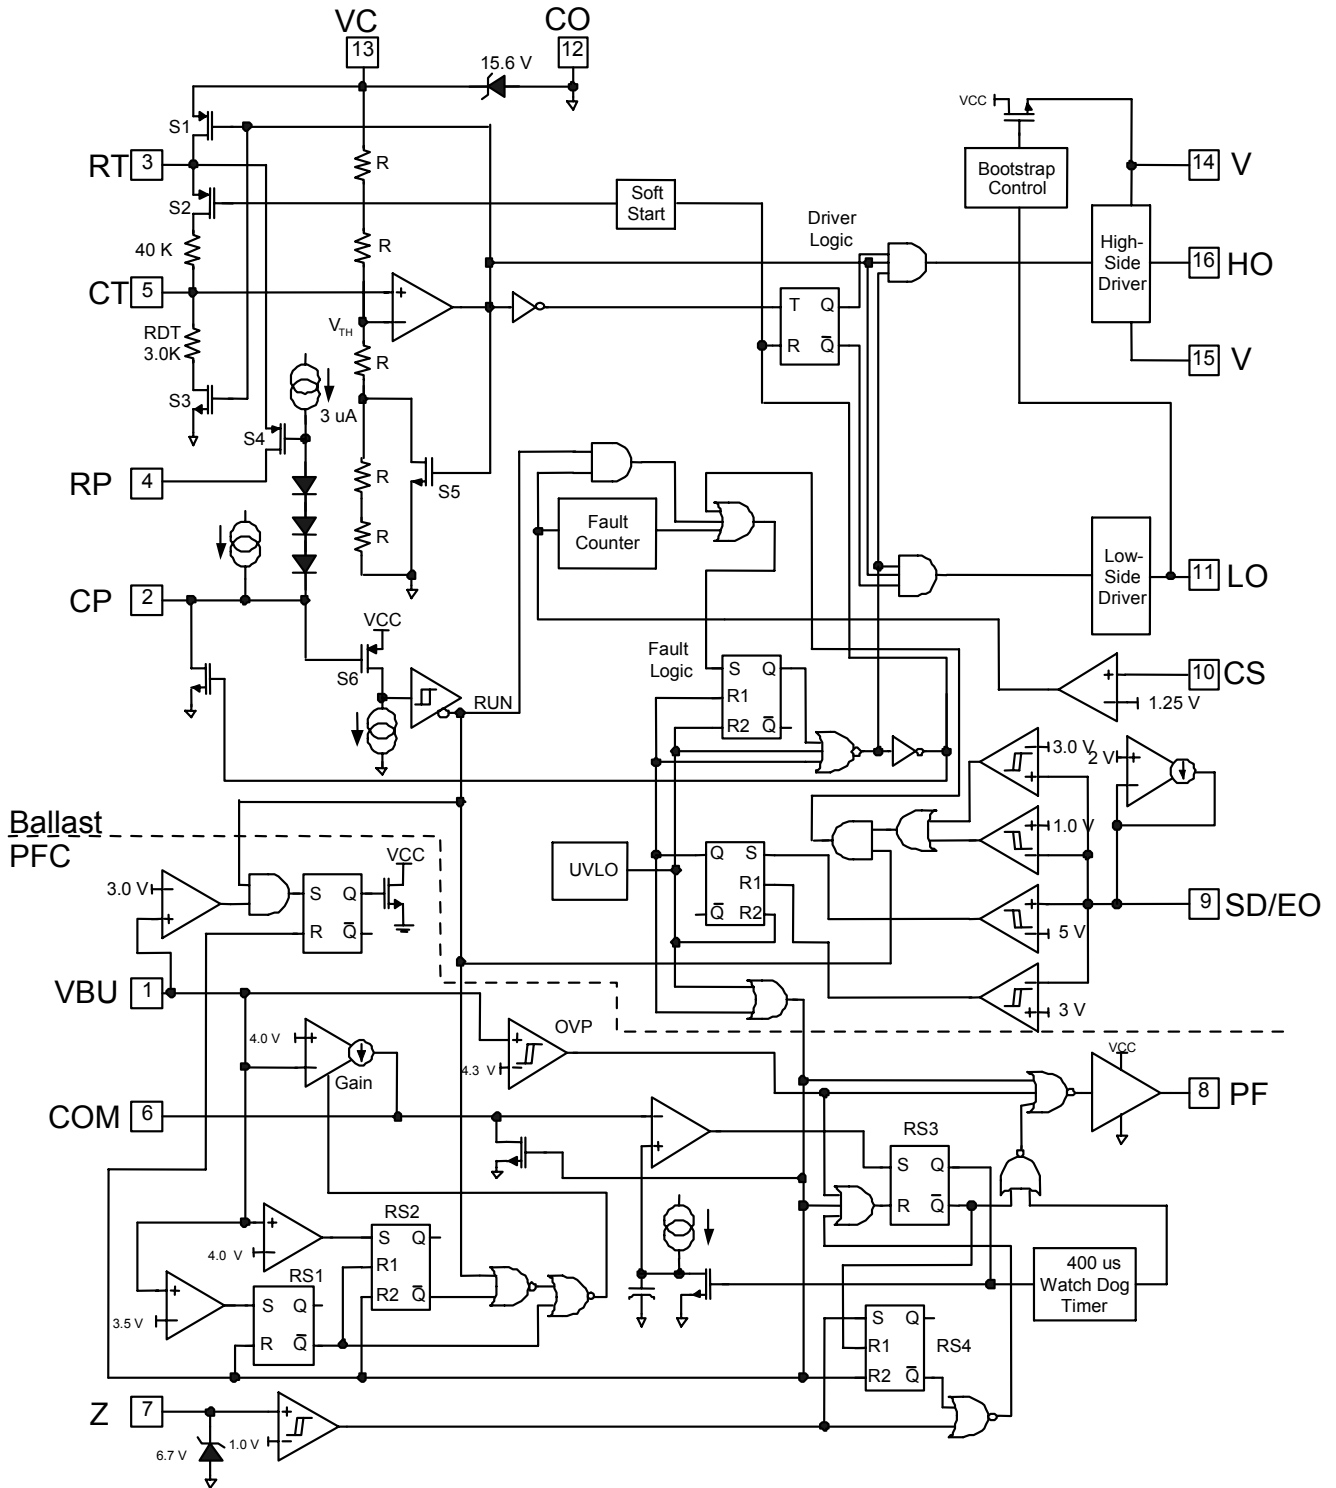 VC
CO
13
12
15.6 V
VCC
S1
RT
3
R
Bootstrap
Control
14
V
S2
Soft
Start
Driver
Logic
40 K
R
High-
Side
Driver
16
HO
CT
5
+
−
V TH
T Q
R Q̅
RDT
3.0K
R
15
V
S3
3 uA
S4
RP
4
R
S5
Fault
Counter
R
Low-
Side
Driver
11
LO
CP
2
VCC
S6
RUN
Fault
Logic
S Q
R1
R2 Q̅
+
10
CS
1.25 V
3.0 V
2 V
+
−
+
1.0 V
Ballast
PFC
VCC
UVLO
Q S
R1
Q̅ R2
3.0 V
+
S Q
R Q̅
+
5 V
9
SD/EO
VBU
1
+
3 V
OVP
4.0 V
+
−
Gain
+
4.3 V
−
VCC
8
PF
COM
6
−
+
RS3
S Q
R Q̅
RS2
+
4.0 V
S Q
R1
R2 Q̅
400 us
Watch Dog
Timer
RS1
+
3.5 V
S Q
R Q̅
S Q
R1
R2 Q̅
RS4
Z
7
+
1.0 V
−
6.7 V